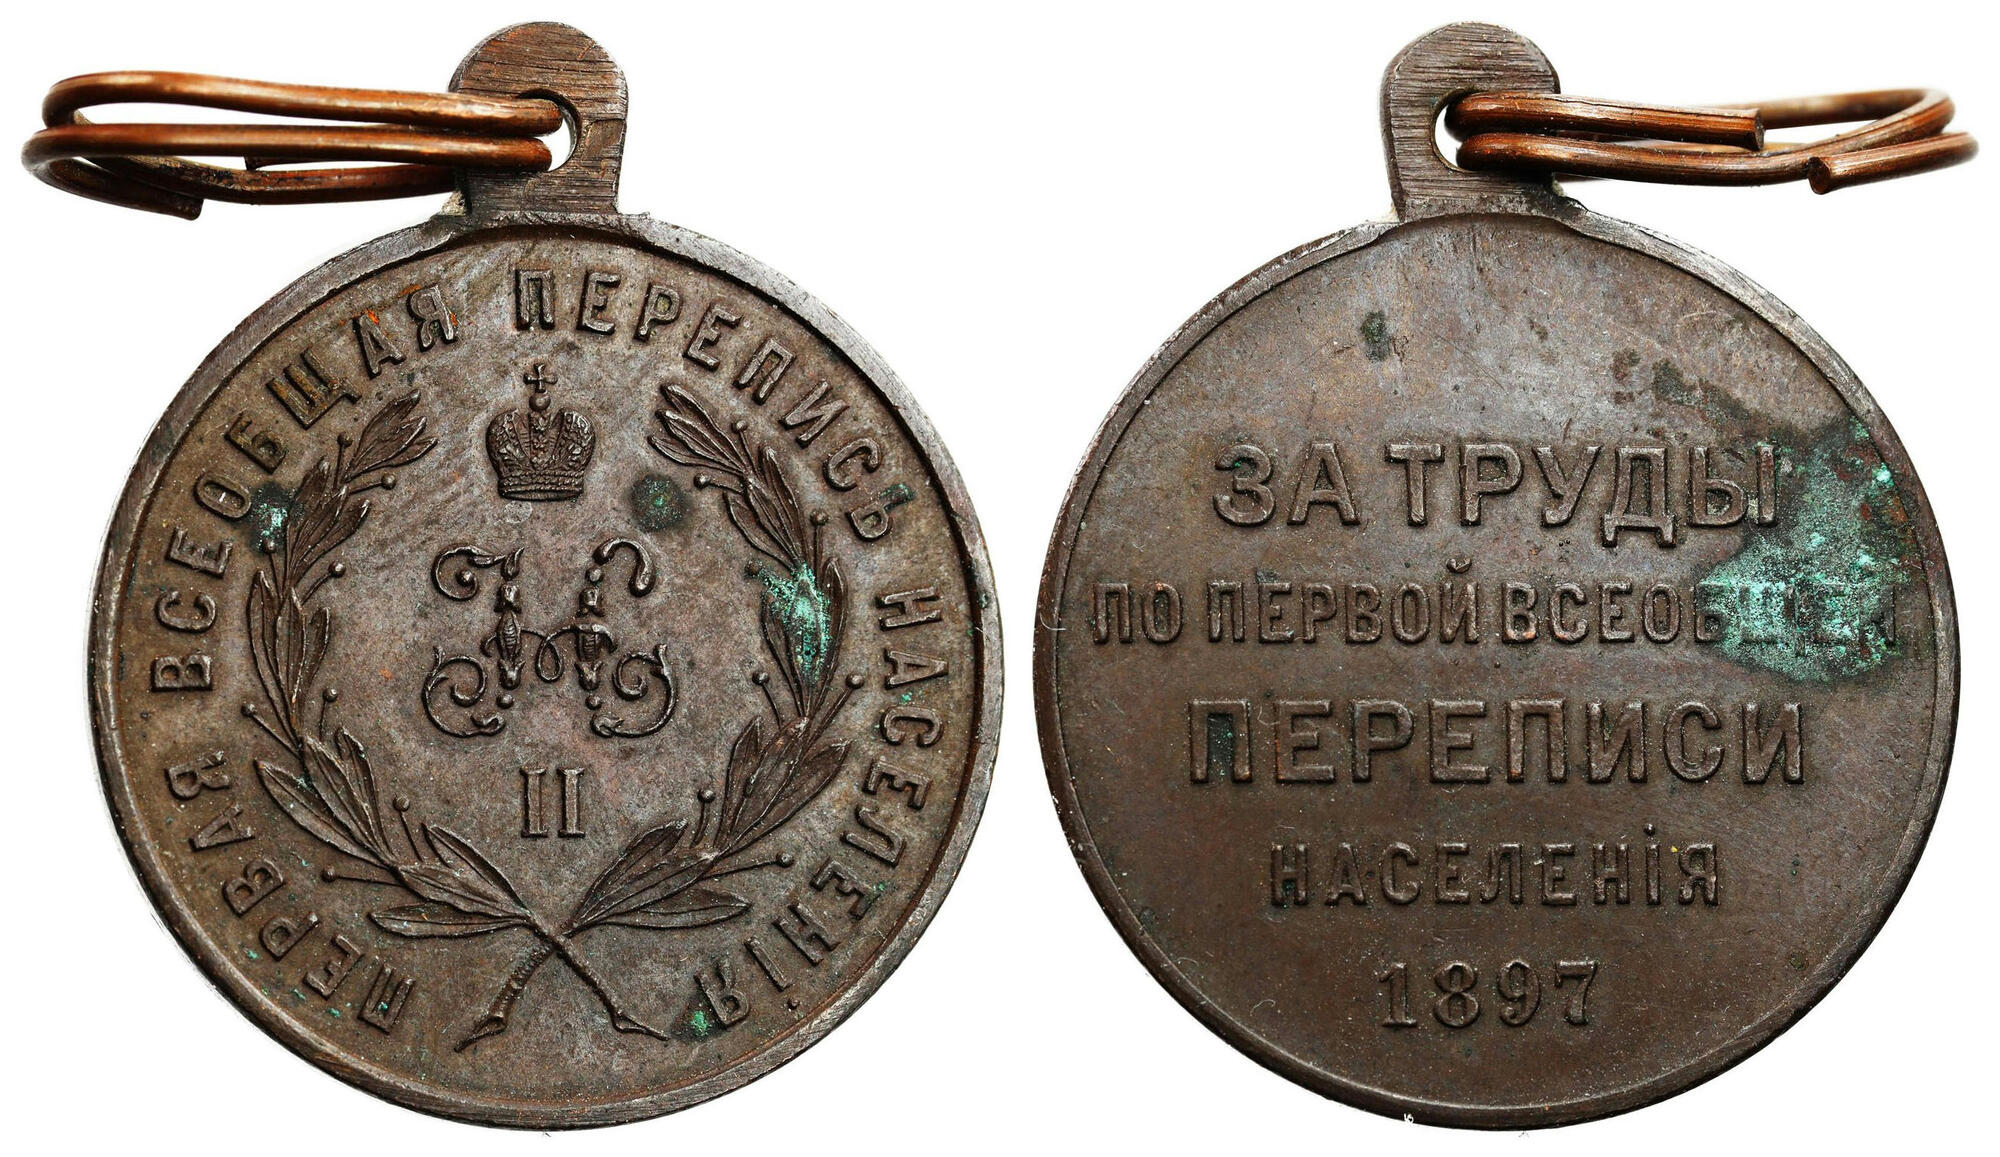 ПЕРВАЯ ВСЕОБЩАЯ ПЕРЕПИСЬ НАСЕЛЕНІЯ
Н
II
ЗА ТРУДЫ
ПО ПЕРВОЙ ВСЕОБЩЕЙ
ПЕРЕПИСИ
НАСЕЛЕНІЯ
1897